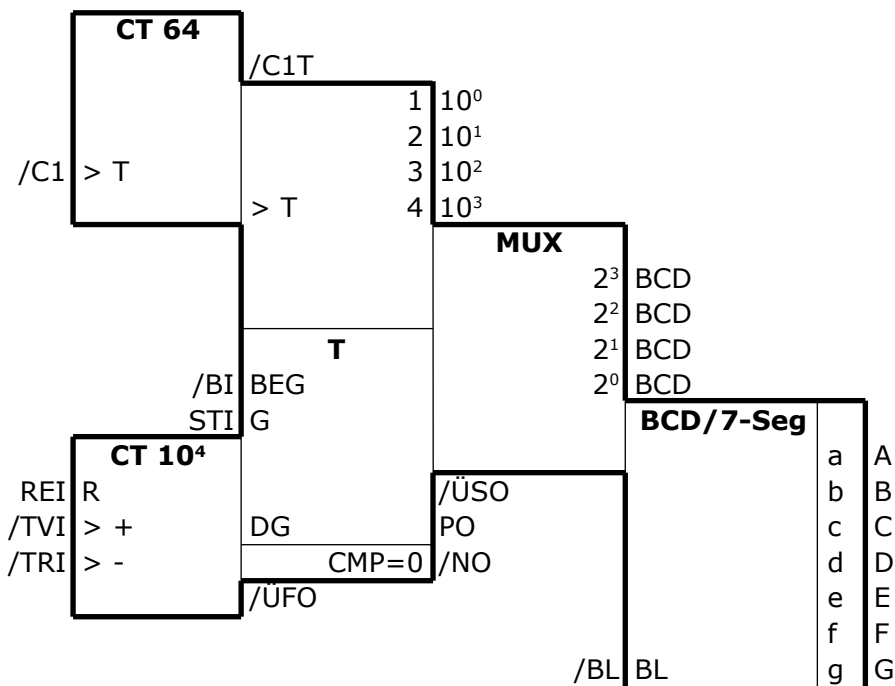 CT 64
/C1T
1 10⁰
2 10¹
/C1 > T 3 10²
> T 4 10³
MUX
2³ BCD
2² BCD
T 2¹ BCD
/BI BEG 2⁰ BCD
STI G BCD/7-Seg
CT 10⁴ a A
REI R /ÜSO b B
/TVI > + DG PO c C
/TRI > - CMP=0 /NO d D
/ÜFO e E
f F
/BL BL g G